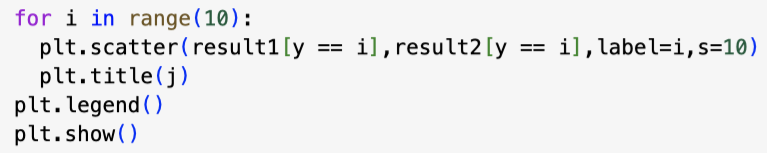 for i in range(10):
  plt.scatter(result1[y == i],result2[y == i],label=i,s=10)
  plt.title(j)
plt.legend()
plt.show()